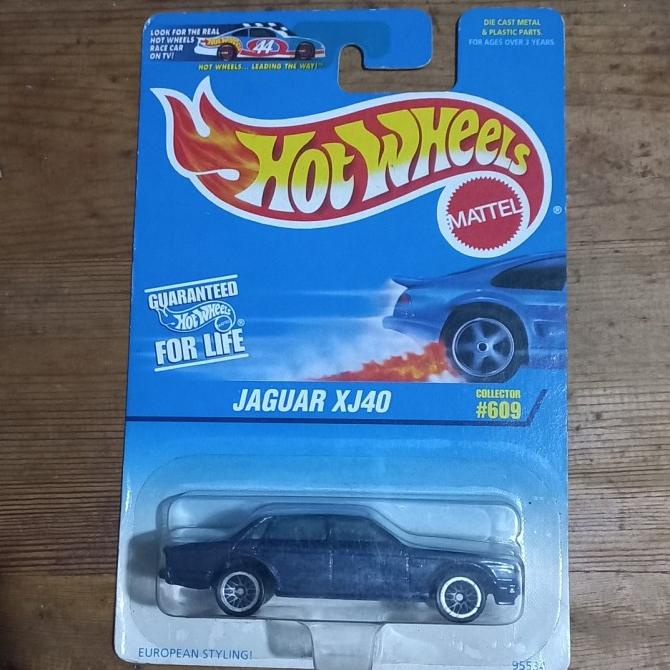 LOOK FOR THE REAL
HOT WHEELS
RACE CAR
ON TV!
44
HOT WHEELS... LEADING THE WAY!™
DIE CAST METAL
& PLASTIC PARTS.
FOR AGES OVER 3 YEARS.
HOT WHEELS
MATTEL
®
GUARANTEED
HOT WHEELS
MATTEL
®
FOR LIFE
JAGUAR XJ40
COLLECTOR
#609
EUROPEAN STYLING!